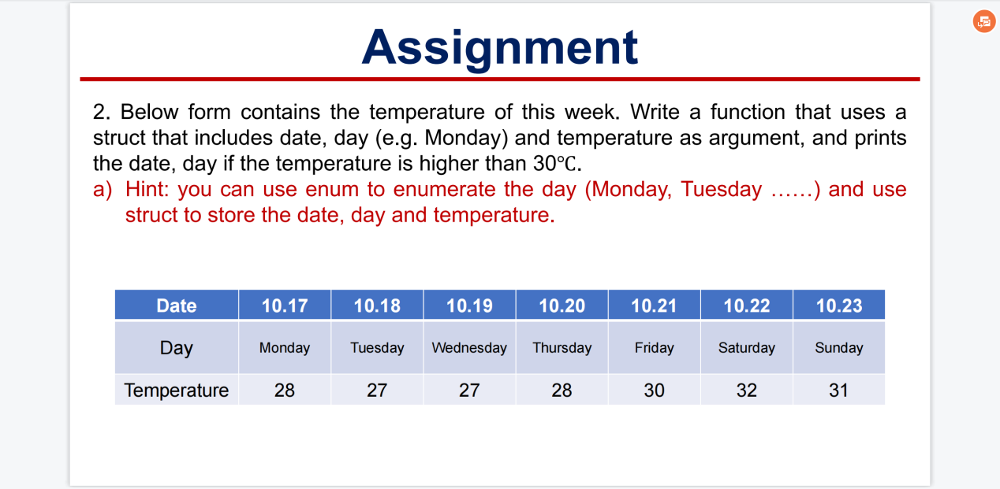 Assignment
2. Below form contains the temperature of this week. Write a function that uses a
struct that includes date, day (e.g. Monday) and temperature as argument, and prints
the date, day if the temperature is higher than 30℃.
a) Hint: you can use enum to enumerate the day (Monday, Tuesday ……) and use
struct to store the date, day and temperature.
Date 10.17 10.18 10.19 10.20 10.21 10.22 10.23
Day Monday Tuesday Wednesday Thursday Friday Saturday Sunday
Temperature 28 27 27 28 30 32 31